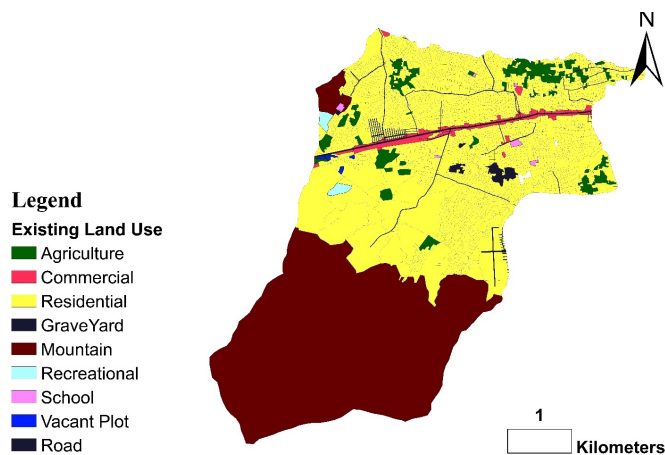 N
Legend
Existing Land Use
Agriculture
Commercial
Residential
GraveYard
Mountain
Recreational
School
Vacant Plot
Road
1
Kilometers